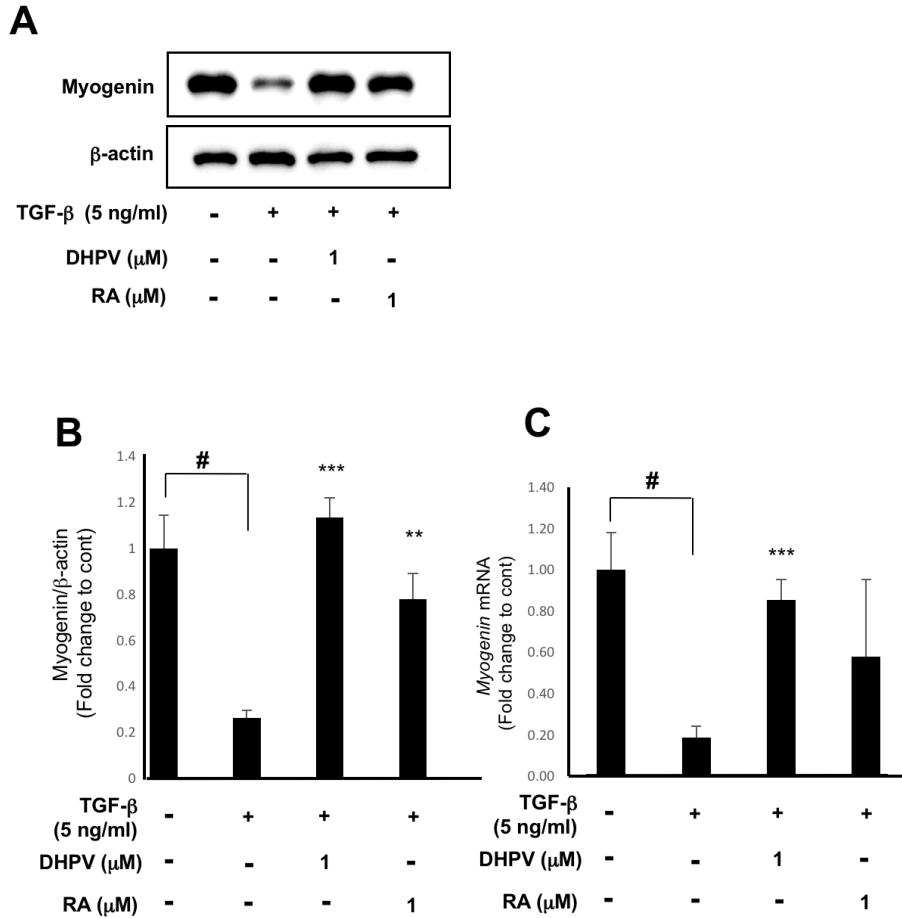 A
Myogenin
β-actin
TGF-β (5 ng/ml) - + + +
DHPV (μM) - - 1 -
RA (μM) - - - 1
B
Myogenin/β-actin
(Fold change to cont)
1.4
1.2
1
0.8
0.6
0.4
0.2
0
#
***
**
TGF-β
(5 ng/ml) - + + +
DHPV (μM) - - 1 -
RA (μM) - - - 1
C
Myogenin mRNA
(Fold change to cont)
1.40
1.20
1.00
0.80
0.60
0.40
0.20
0.00
#
***
TGF-β
(5 ng/ml) - + + +
DHPV (μM) - - 1 -
RA (μM) - - - 1